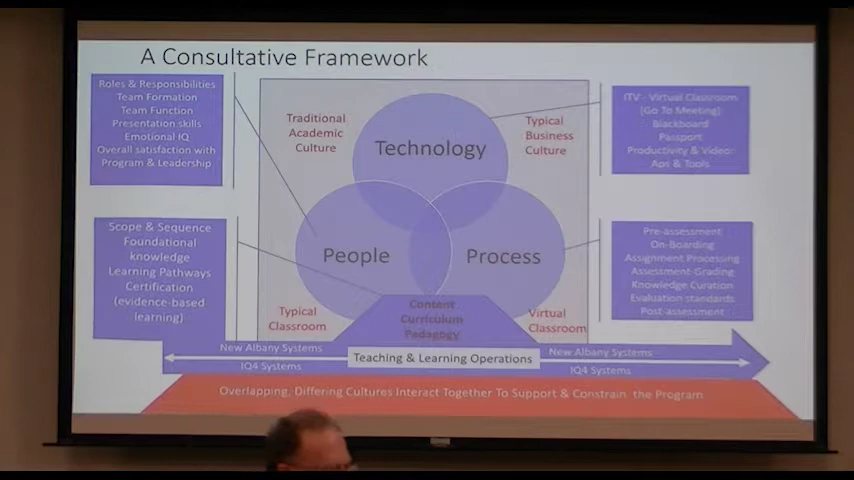 A Consultative Framework
Roles & Responsibilities
Team Formation
Team Function
Presentation skills
Emotional IQ
Overall satisfaction with
Program & Leadership
Scope & Sequence
Foundational
knowledge
Learning Pathways
Certification
(evidence-based
learning)
Traditional
Academic
Culture
Technology
Typical
Business
Culture
People
Process
Typical
Classroom
Content
Curriculum
Pedagogy
Virtual
Classroom
ITV - Virtual Classroom
(Go To Meeting)
Blackboard
Passport
Productivity & Video
Aps & Tools
Pre-assessment
On-Boarding
Assignment Processing
Assessment-Grading
Knowledge Curation
Evaluation standards
Post-assessment
New Albany Systems
IQ4 Systems
Teaching & Learning Operations
New Albany Systems
IQ4 Systems
Overlapping, Differing Cultures Interact Together To Support & Constrain the Program